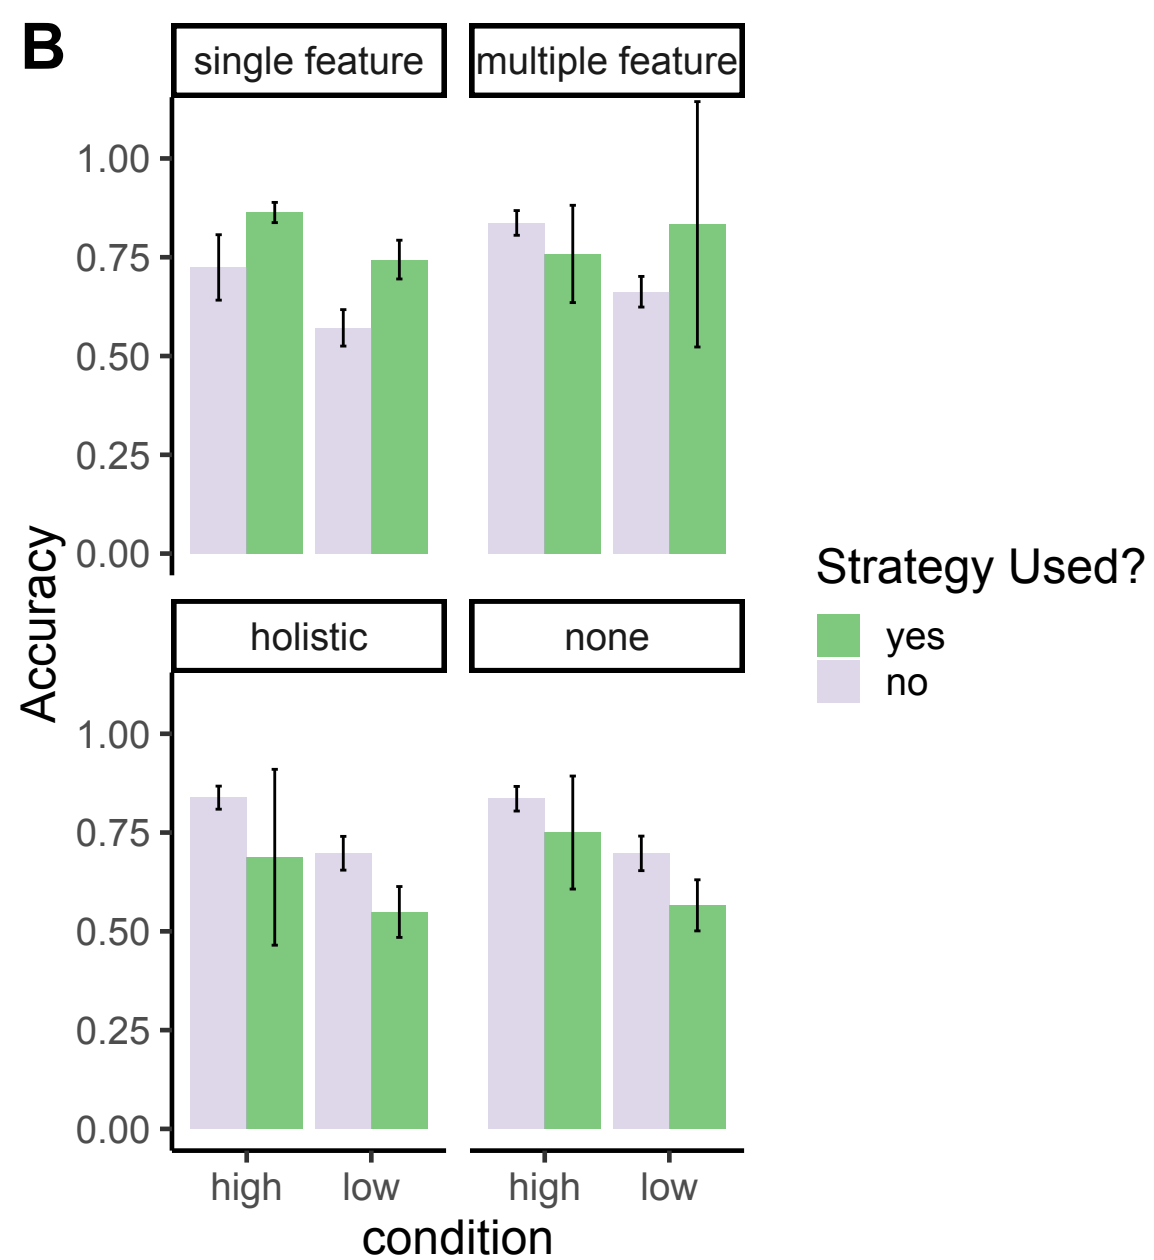 B
single feature
multiple feature
1.00
0.75
0.50
0.25
0.00
Accuracy
holistic
none
1.00
0.75
0.50
0.25
0.00
high
low
high
low
condition
Strategy Used?
yes
no